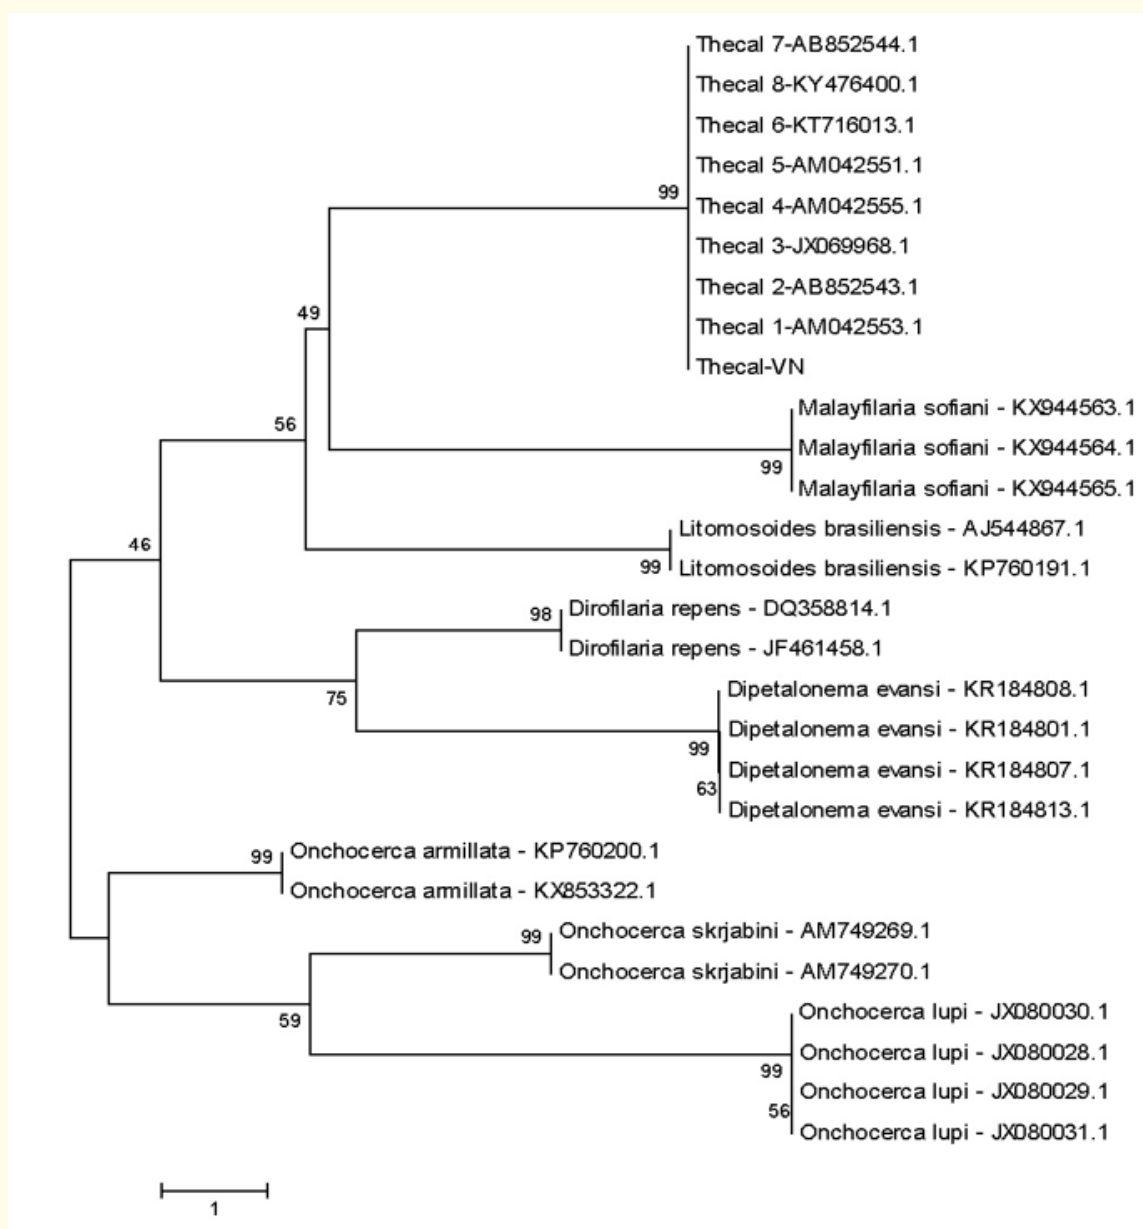 Thecal 7-AB852544.1
Thecal 8-KY476400.1
Thecal 6-KT716013.1
Thecal 5-AM042551.1
99
Thecal 4-AM042555.1
Thecal 3-JX069968.1
Thecal 2-AB852543.1
49
Thecal 1-AM042553.1
Thecal-VN
Malayfilaria sofiani - KX944563.1
56
Malayfilaria sofiani - KX944564.1
99
Malayfilaria sofiani - KX944565.1
Litomosoides brasiliensis - AJ544867.1
46
99
Litomosoides brasiliensis - KP760191.1
98
Dirofilaria repens - DQ358814.1
Dirofilaria repens - JF461458.1
75
Dipetalonema evansi - KR184808.1
Dipetalonema evansi - KR184801.1
99
Dipetalonema evansi - KR184807.1
63
Dipetalonema evansi - KR184813.1
99
Onchocerca armillata - KP760200.1
Onchocerca armillata - KX853322.1
99
Onchocerca skrjabini - AM749269.1
Onchocerca skrjabini - AM749270.1
59
Onchocerca lupi - JX080030.1
Onchocerca lupi - JX080028.1
99
Onchocerca lupi - JX080029.1
56
Onchocerca lupi - JX080031.1
1